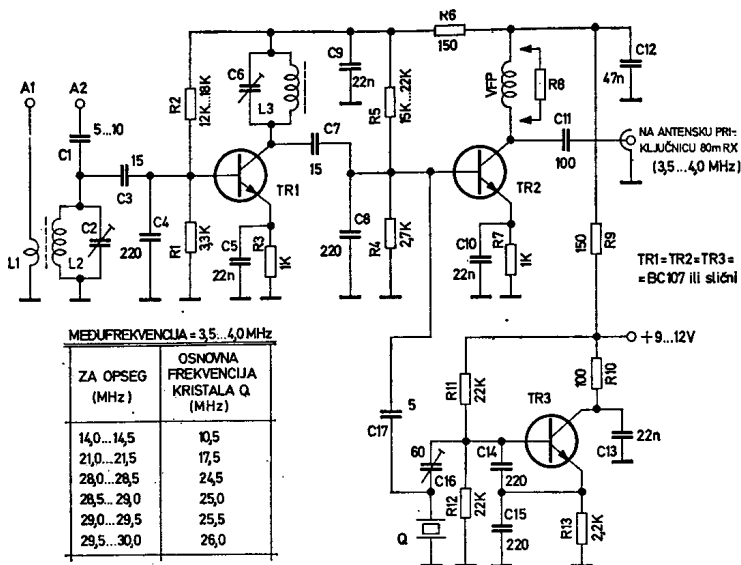 R6
150
A1
A2
5...10
C1
R2
12K...18K
C6
L3
C9
22n
R5
15K...22K
VFP
R8
C12
47n
C11
100
NA ANTENSKU PRI-
KLJUČNICU 80m RX
(3,5...4,0 MHz)
15
C3
C7
15
TR1
TR2
L1
L2
C2
C4
220
R1
3,3K
C5
22n
R3
1K
C8
220
R4
2,7K
C10
22n
R7
1K
150
R9
TR1=TR2=TR3=
=BC107 ili slični
+9...12V
MEĐUFREKVENCIJA = 3,5...4,0 MHz
ZA OPSEG
(MHz)
OSNOVNA
FREKVENCIJA
KRISTALA Q
(MHz)
14,0...14,5 10,5
21,0...21,5 17,5
28,0...28,5 24,5
28,5...29,0 25,0
29,0...29,5 25,5
29,5...30,0 26,0
C17
5
R11
22K
TR3
100
R10
22n
C13
60
C16
C14
220
R12
22K
C15
220
R13
2,2K
Q